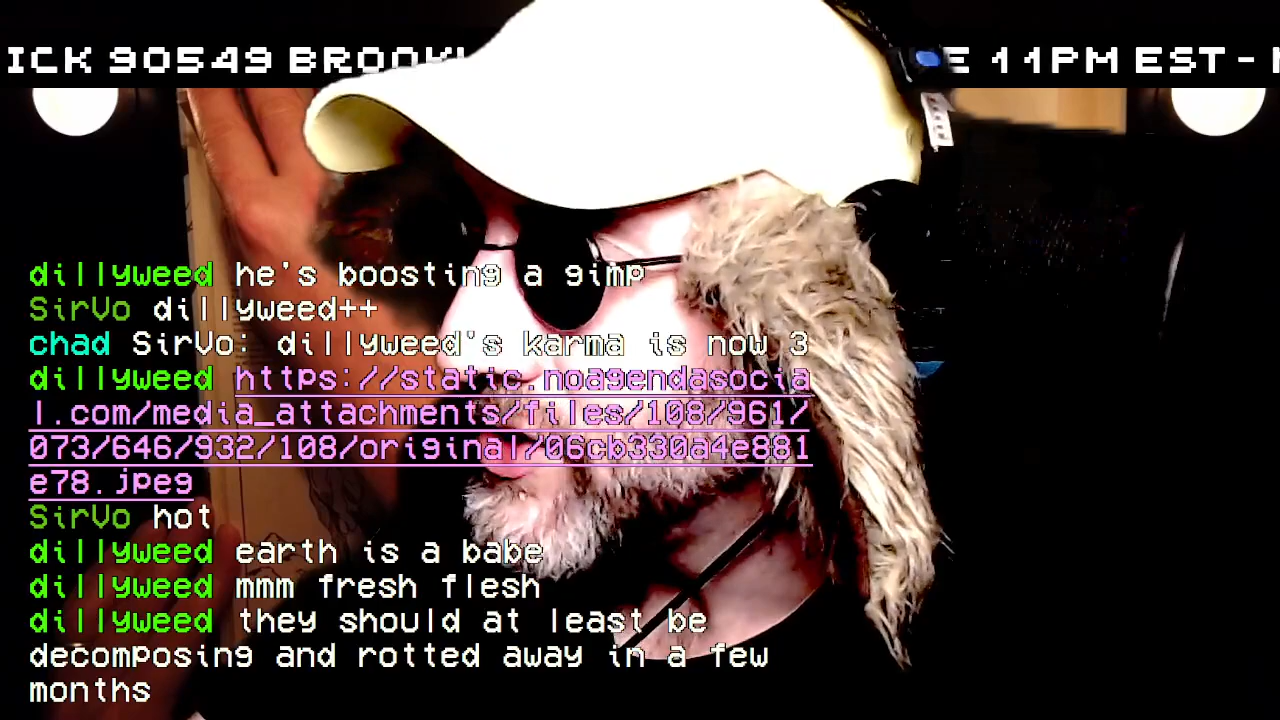 ICK 90549 BROOK E 11PM EST -
dillyweed he's boosting a gimp
SirVo dillyweed++
chad SirVo: dillyweed's karma is now 3
dillyweed https://static.noagendasocia
l.com/media_attachments/files/108/961/
073/646/932/108/original/06cb330a4e881
e78.jpeg
SirVo hot
dillyweed earth is a babe
dillyweed mmm fresh flesh
dillyweed they should at least be
decomposing and rotted away in a few
months